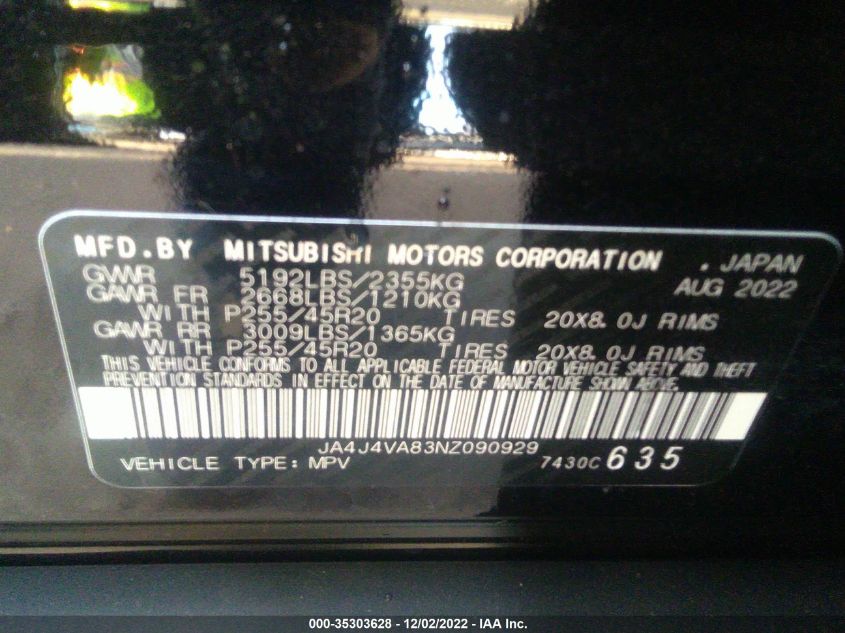 MFD.BY MITSUBISHI MOTORS CORPORATION . JAPAN
GVWR 5192LBS/2355KG AUG 2022
GAWR FR 2668LBS/1210KG
WITH P255/45R20 TIRES 20X8.0J RIMS
GAWR RR 3009LBS/1365KG
WITH P255/45R20 TIRES 20X8.0J RIMS
THIS VEHICLE CONFORMS TO ALL APPLICABLE FEDERAL MOTOR VEHICLE SAFETY AND THEFT
PREVENTION STANDARDS IN EFFECT ON THE DATE OF MANUFACTURE SHOWN ABOVE.
JA4J4VA83NZ090929
VEHICLE TYPE: MPV 7430C 635
000-35303628 - 12/02/2022 - © IAA Inc.